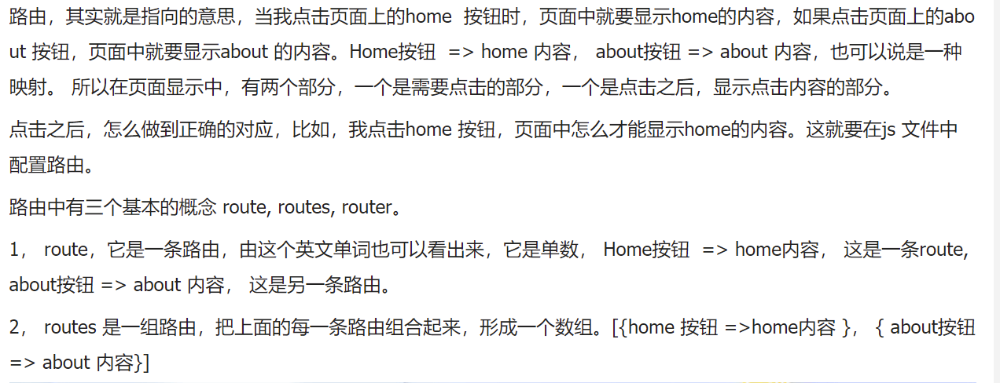 路由，其实就是指向的意思，当我点击页面上的home 按钮时，页面中就要显示home的内容，如果点击页面上的abo
ut 按钮，页面中就要显示about 的内容。Home按钮 => home 内容， about按钮 => about 内容，也可以说是一种
映射。 所以在页面显示中，有两个部分，一个是需要点击的部分，一个是点击之后，显示点击内容的部分。
点击之后，怎么做到正确的对应，比如，我点击home 按钮，页面中怎么才能显示home的内容。这就要在js 文件中
配置路由。
路由中有三个基本的概念 route, routes, router。
1， route，它是一条路由，由这个英文单词也可以看出来，它是单数， Home按钮 => home内容， 这是一条route,
about按钮 => about 内容， 这是另一条路由。
2， routes 是一组路由，把上面的每一条路由组合起来，形成一个数组。[{home 按钮 =>home内容 }， { about按钮
=> about 内容}]